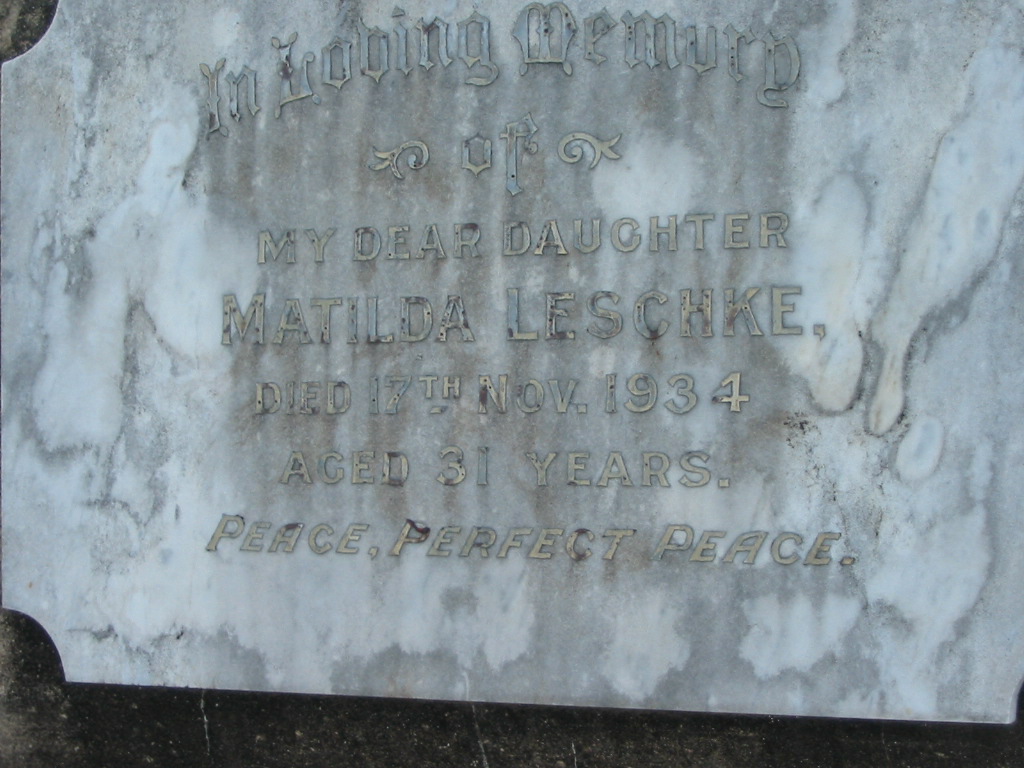 In Loving Memory
of
MY DEAR DAUGHTER
MATILDA LESCHKE,
DIED 17TH NOV. 1934
AGED 31 YEARS.
PEACE, PERFECT PEACE.